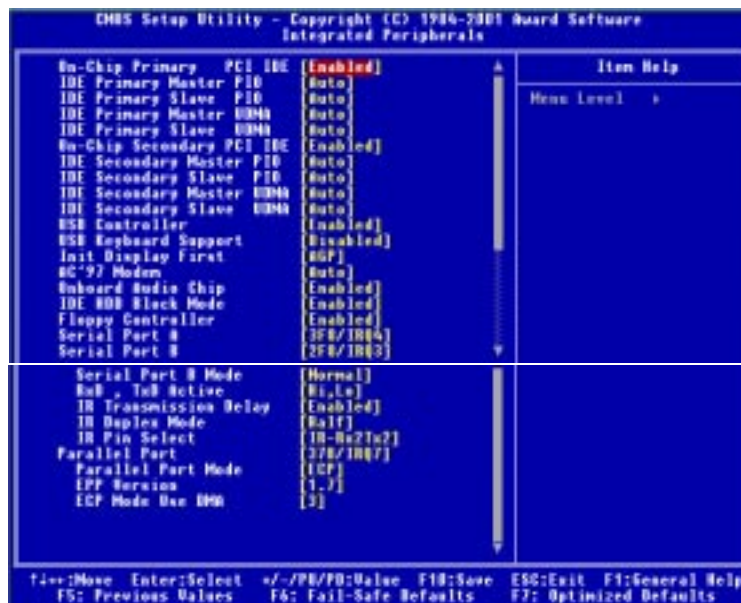 CMOS Setup Utility - Copyright (C) 1984-2001 Award Software
Integrated Peripherals
On-Chip Primary PCI IDE [Enabled]
IDE Primary Master PIO [Auto]
IDE Primary Slave PIO [Auto]
IDE Primary Master UDMA [Auto]
IDE Primary Slave UDMA [Auto]
On-Chip Secondary PCI IDE [Enabled]
IDE Secondary Master PIO [Auto]
IDE Secondary Slave PIO [Auto]
IDE Secondary Master UDMA [Auto]
IDE Secondary Slave UDMA [Auto]
USB Controller [Enabled]
USB Keyboard Support [Disabled]
Init Display First [AGP]
AC'97 Modem [Auto]
Onboard Audio Chip [Enabled]
IDE HDD Block Mode [Enabled]
Floppy Controller [Enabled]
Serial Port A [3F8/IRQ4]
Serial Port B [2F8/IRQ3]
Serial Port B Mode [Normal]
RxD , TxD Active [Hi,Lo]
IR Transmission Delay [Enabled]
IR Duplex Mode [Half]
IR Pin Select [IR-Rx2Tx2]
Parallel Port [378/IRQ7]
Parallel Port Mode [ECP]
EPP Version [1.7]
ECP Mode Use DMA [3]
Item Help
Menu Level
↑↓→←:Move Enter:Select +/-/PU/PD:Value F10:Save ESC:Exit F1:General Help
F5: Previous Values F6: Fail-Safe Defaults F7: Optimized Defaults